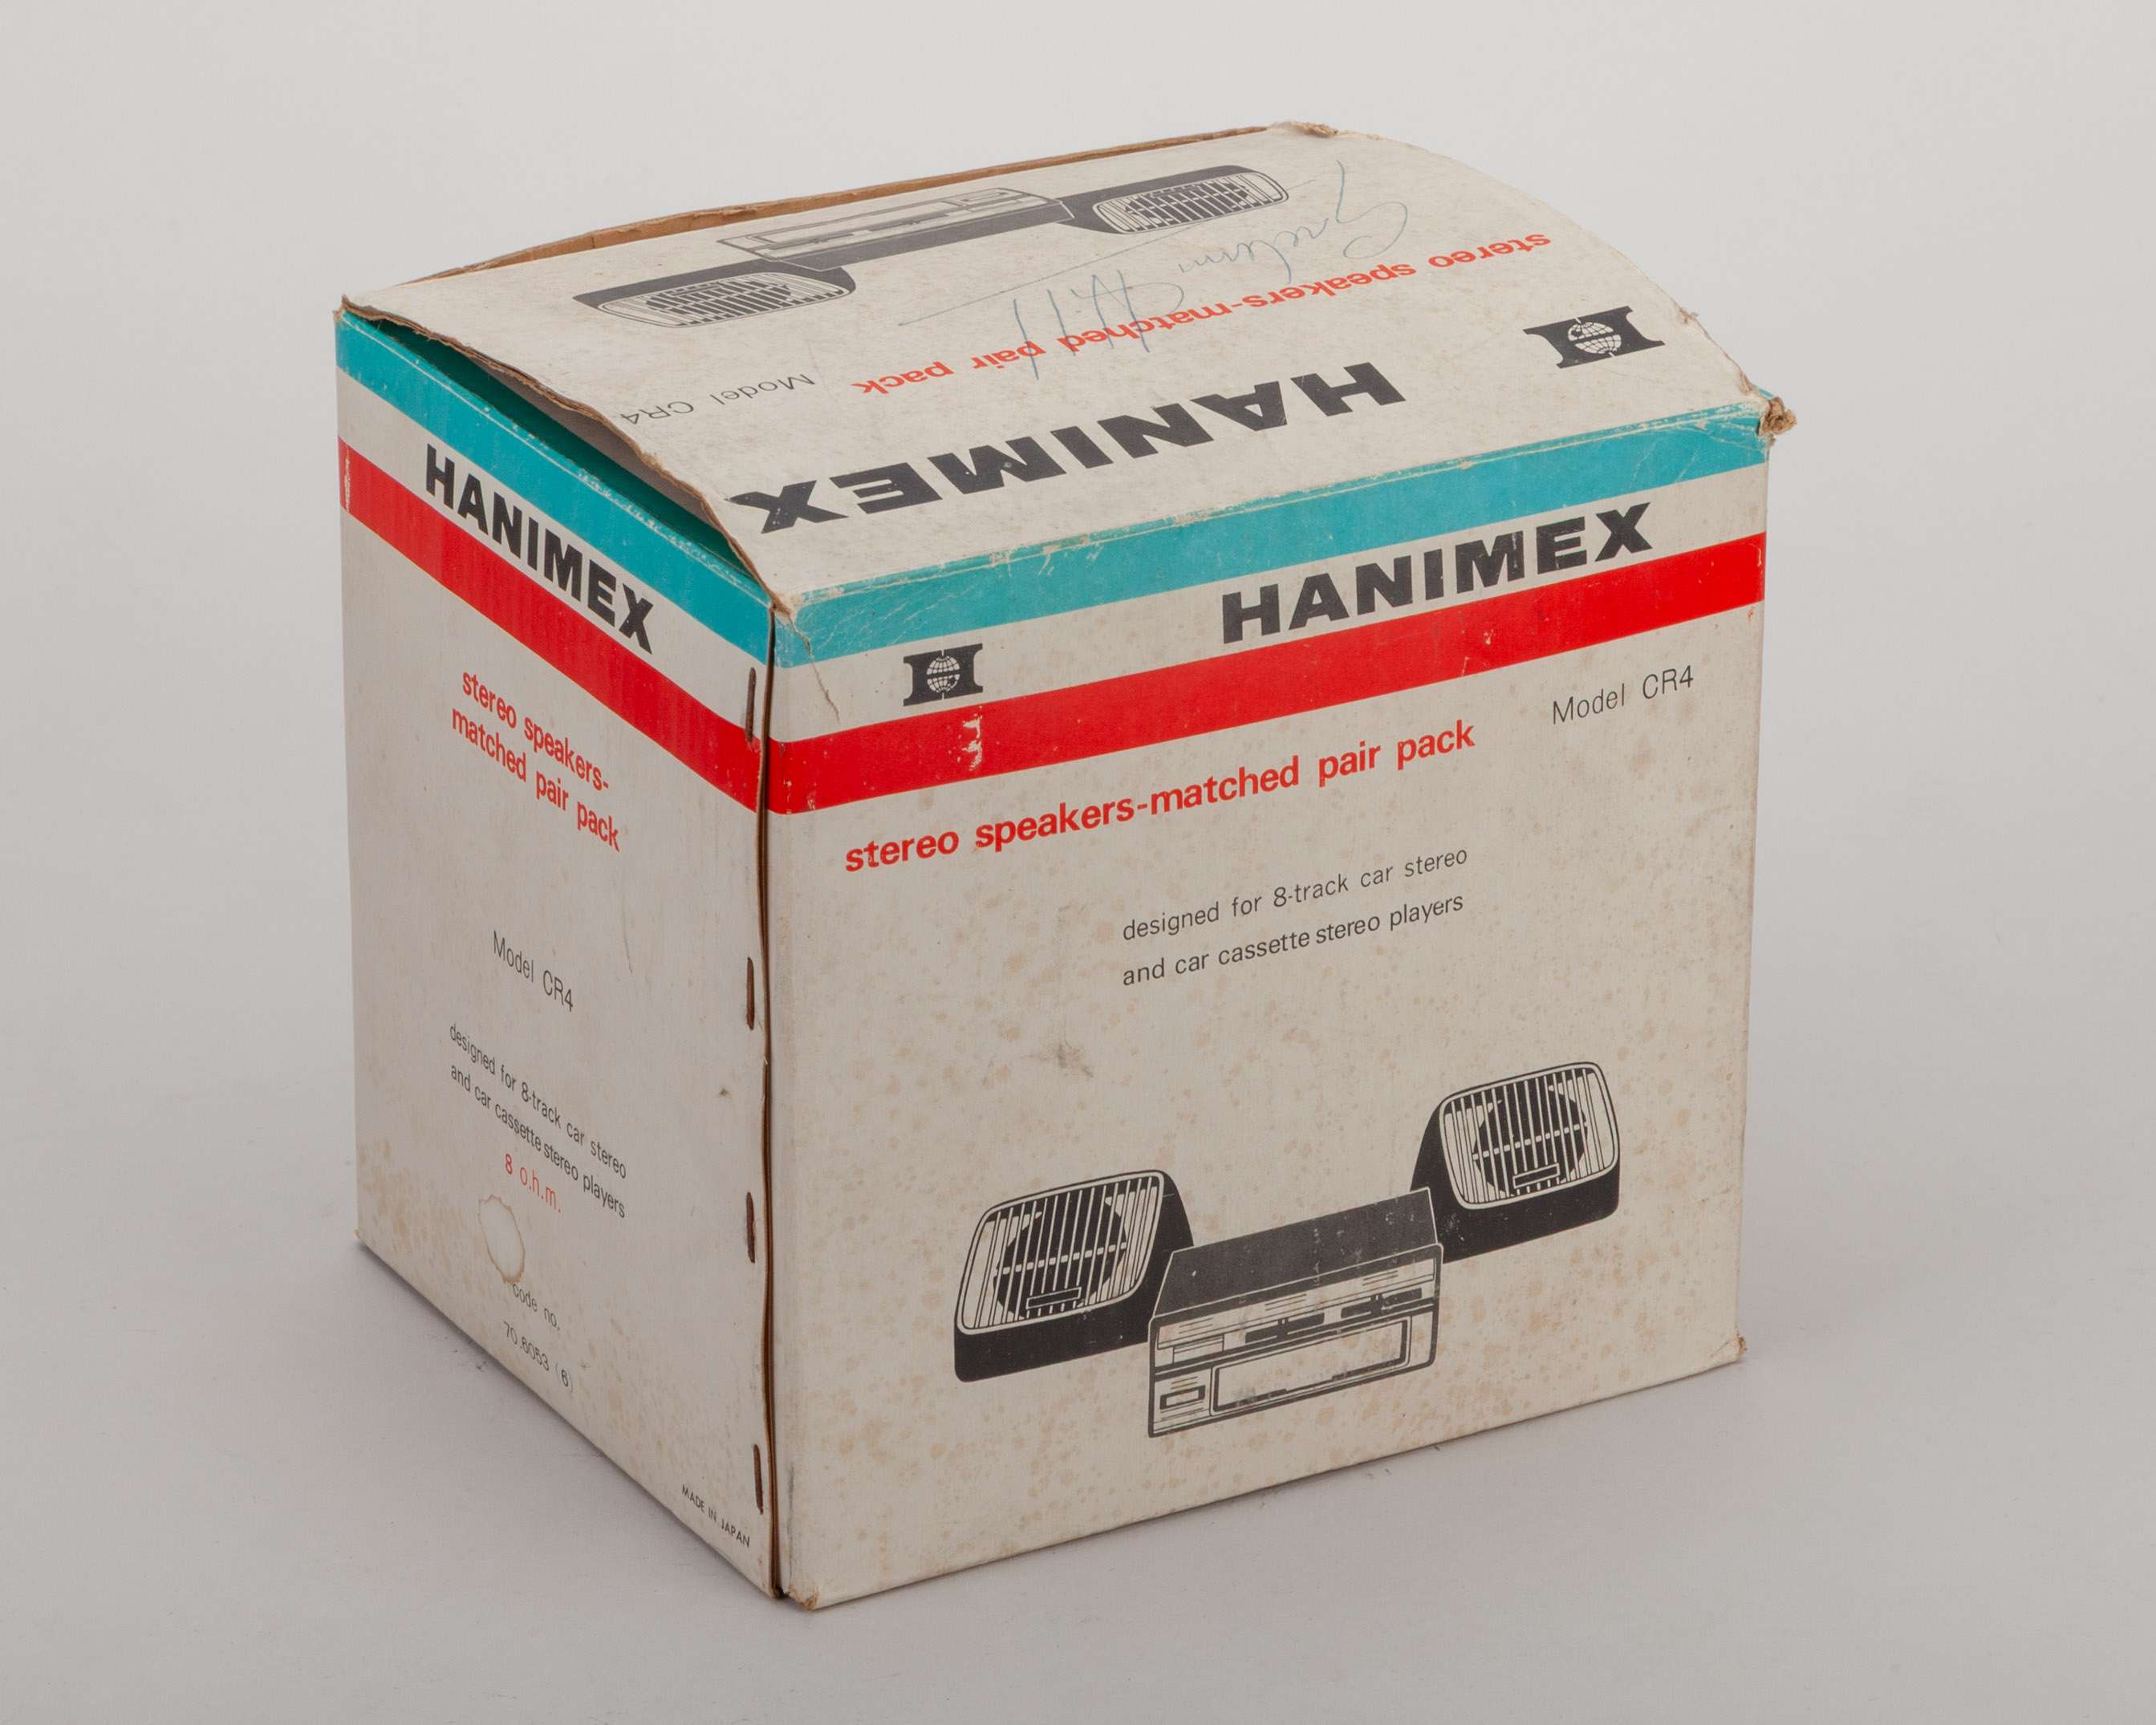 HANIMEX
stereo speakers-matched pair pack
Model CR4
HANIMEX
stereo speakers-
matched pair pack
Model CR4
designed for 8-track car stereo
and car cassette stereo players
8 o.h.m.
code no.
70.8053 (6)
MADE IN JAPAN
HANIMEX
Model CR4
stereo speakers-matched pair pack
designed for 8-track car stereo
and car cassette stereo players